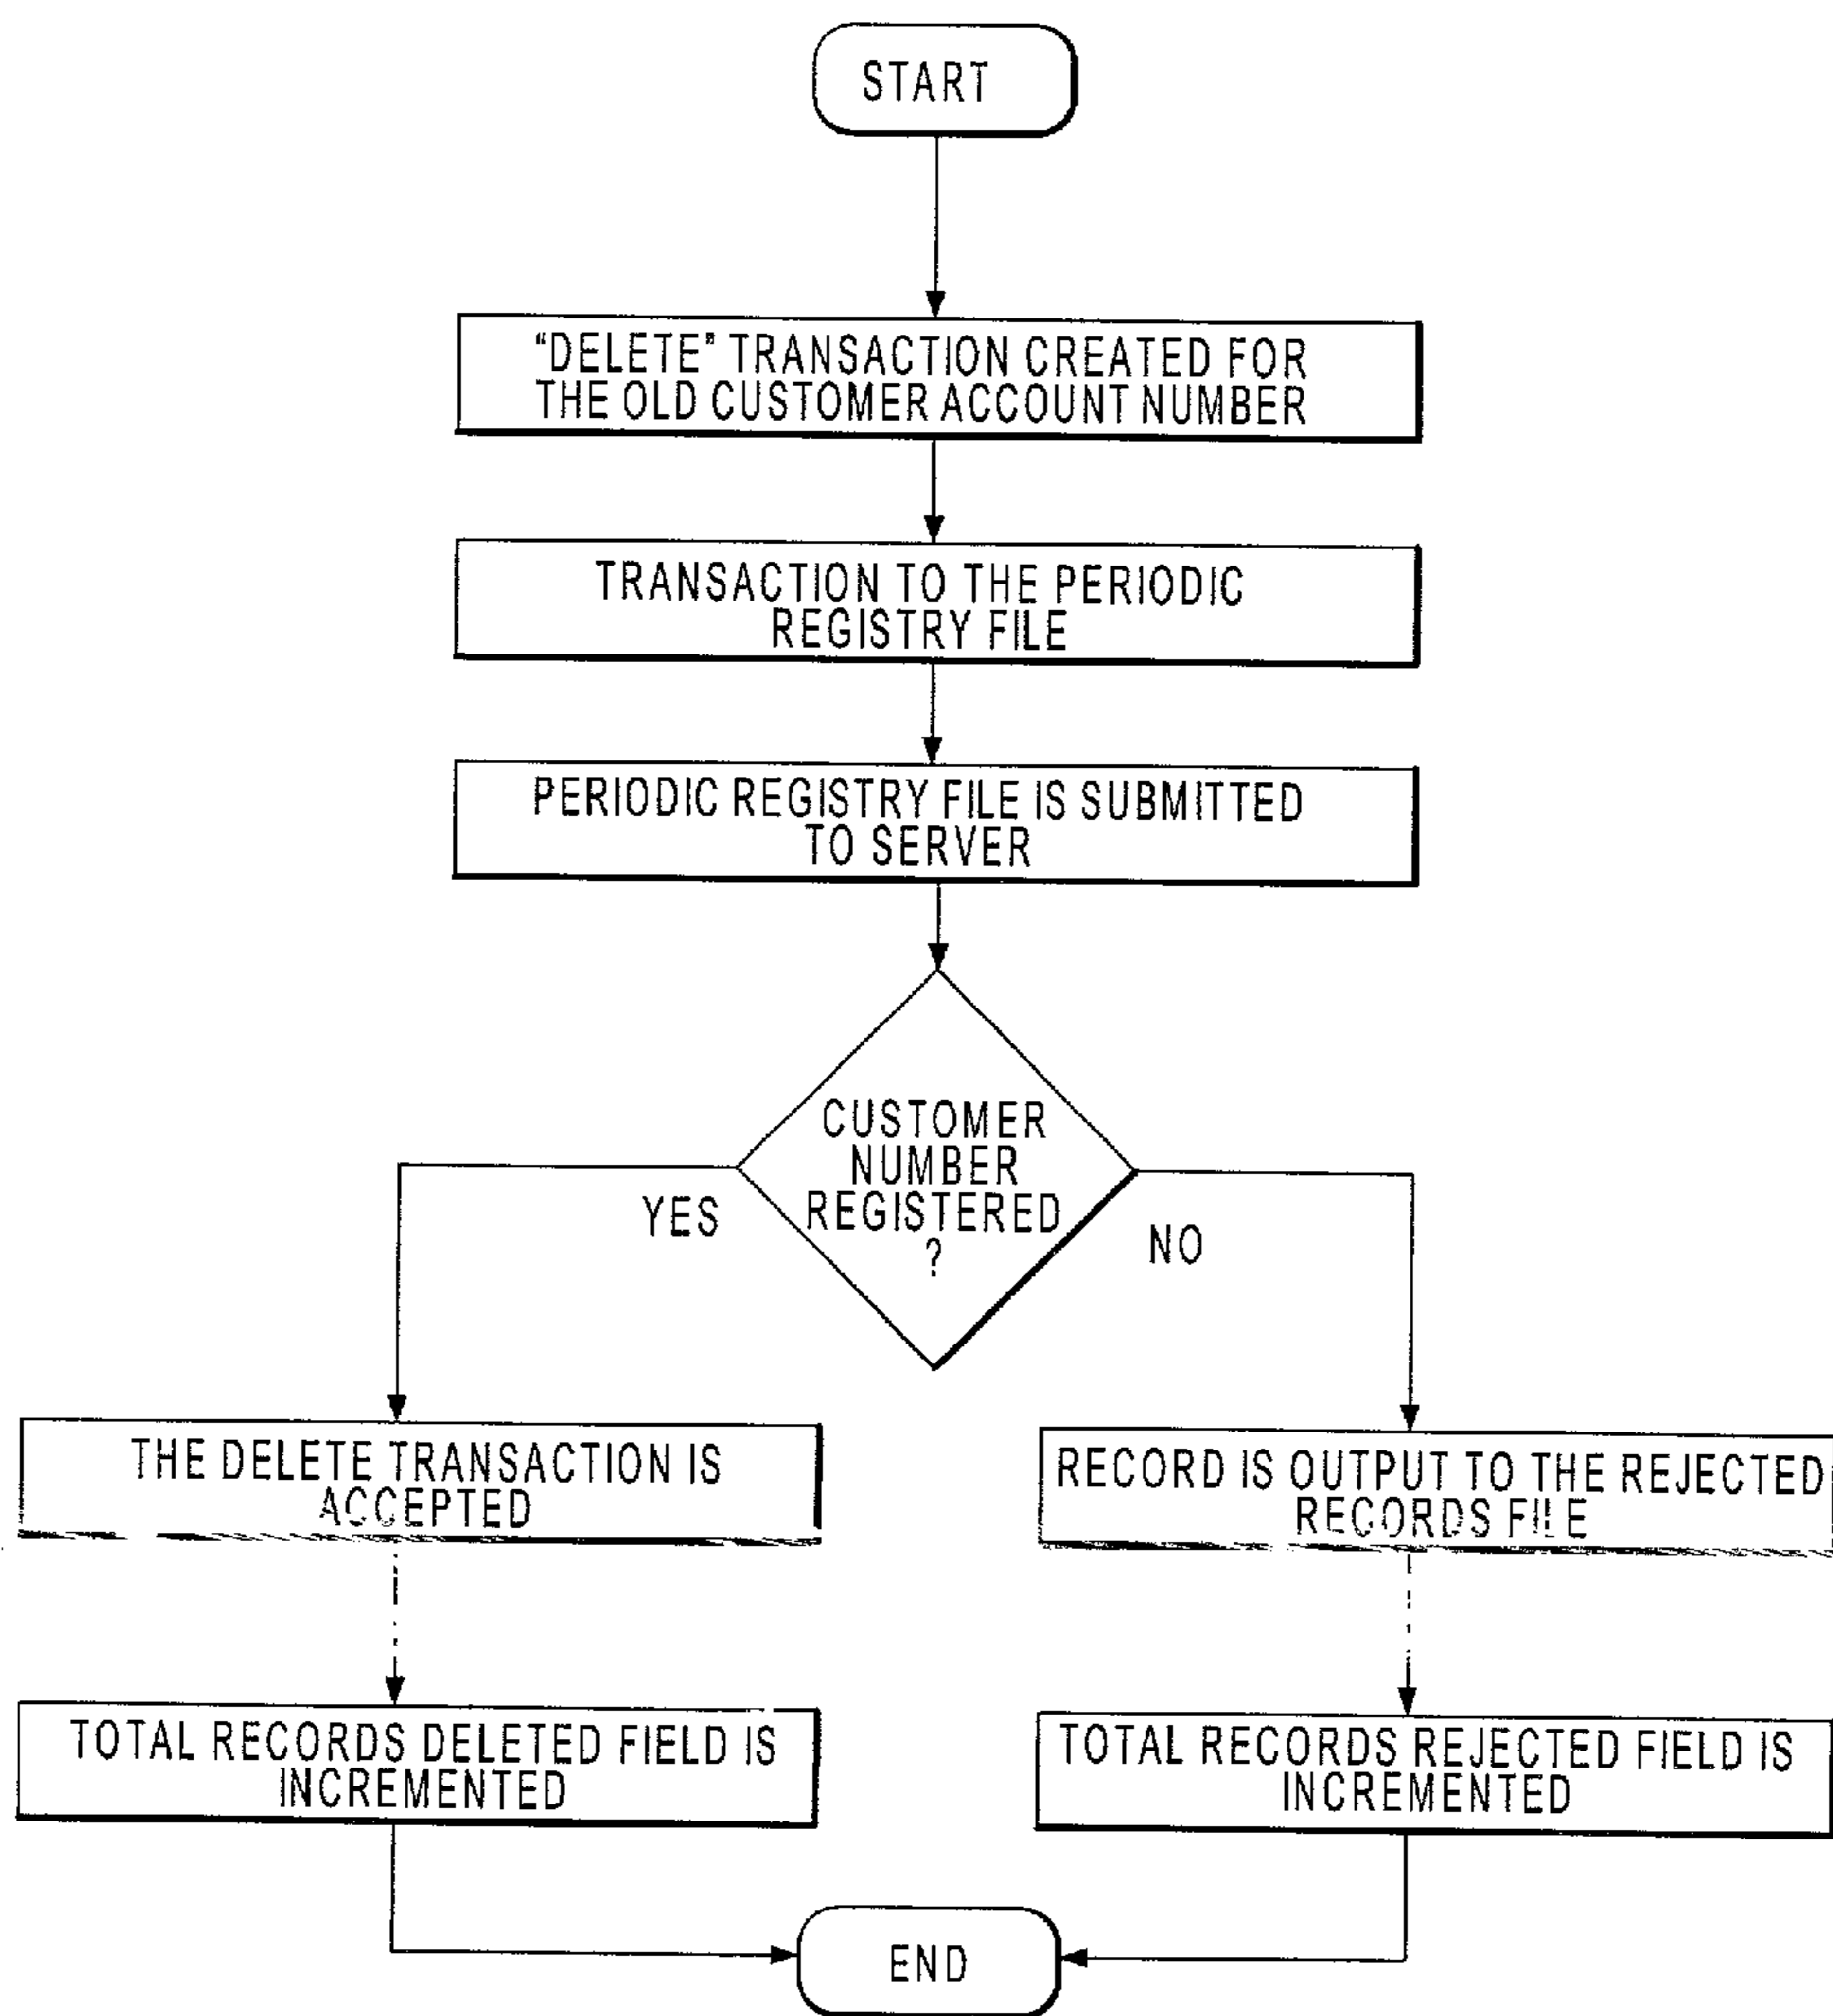 START
"DELETE" TRANSACTION CREATED FOR
THE OLD CUSTOMER ACCOUNT NUMBER
TRANSACTION TO THE PERIODIC
REGISTRY FILE
PERIODIC REGISTRY FILE IS SUBMITTED
TO SERVER
CUSTOMER
NUMBER
REGISTERED
?
YES
NO
THE DELETE TRANSACTION IS
ACCEPTED
RECORD IS OUTPUT TO THE REJECTED
RECORDS FILE
TOTAL RECORDS DELETED FIELD IS
INCREMENTED
TOTAL RECORDS REJECTED FIELD IS
INCREMENTED
END